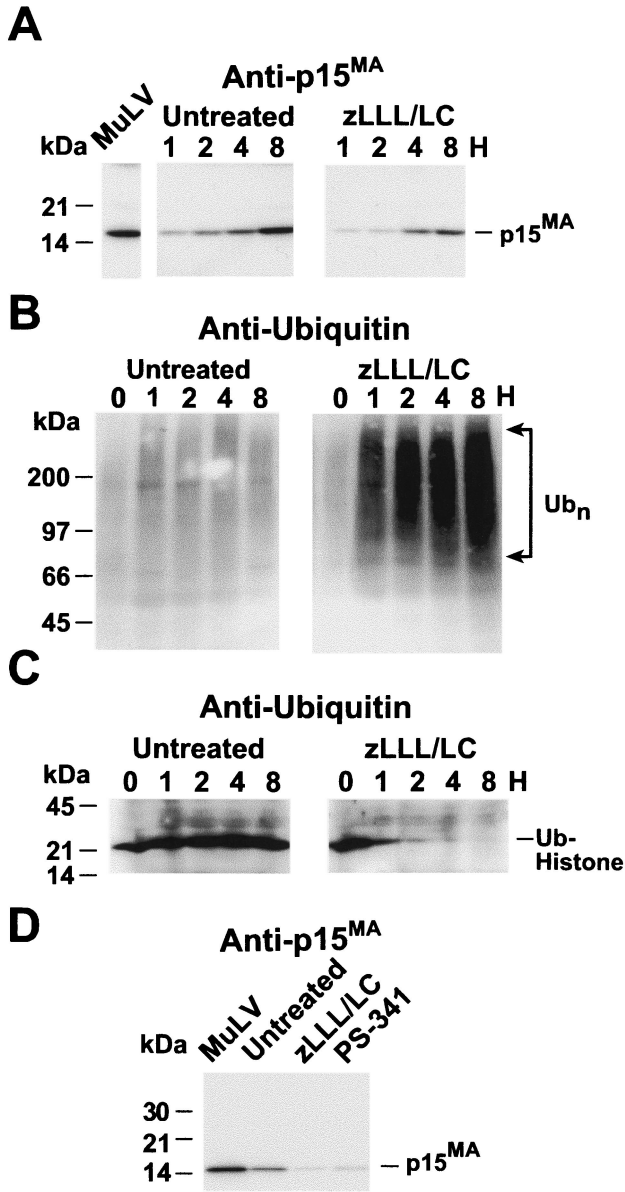 A
Anti-p15MA
MuLV
Untreated
zLLL/LC
kDa
1 2 4 8
1 2 4 8 H
21
14
p15MA
B
Anti-Ubiquitin
Untreated
zLLL/LC
0 1 2 4 8
0 1 2 4 8 H
kDa
200
97
66
45
Ubn
C
Anti-Ubiquitin
Untreated
zLLL/LC
kDa
0 1 2 4 8
0 1 2 4 8 H
45
21
14
Ub-
Histone
D
Anti-p15MA
kDa
MuLV
Untreated
zLLL/LC
PS-341
30
21
14
p15MA